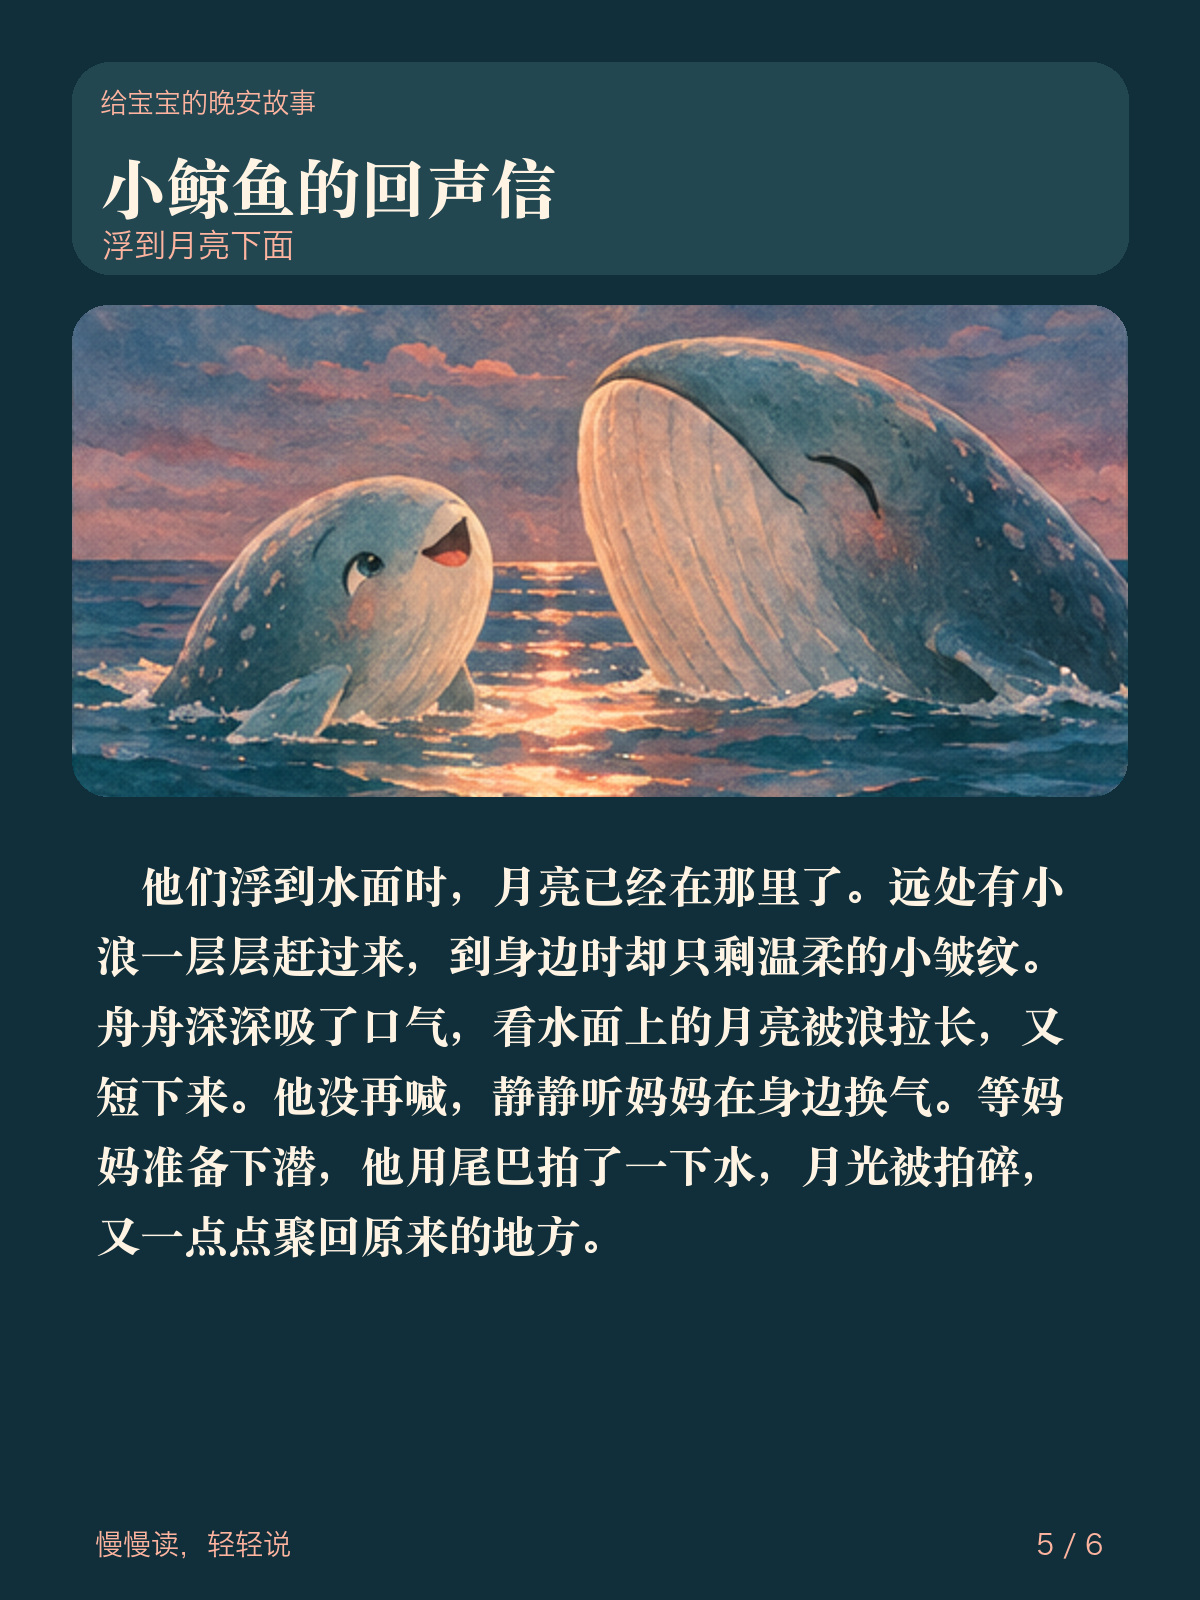 给宝宝的晚安故事
小鲸鱼的回声信
浮到月亮下面
他们浮到水面时，月亮已经在那里了。远处有小
浪一层层赶过来，到身边时却只剩温柔的小皱纹。
舟舟深深吸了口气，看水面上的月亮被浪拉长，又
短下来。他没再喊，静静听妈妈在身边换气。等妈
妈准备下潜，他用尾巴拍了一下水，月光被拍碎，
又一点点聚回原来的地方。
慢慢读，轻轻说
5 / 6